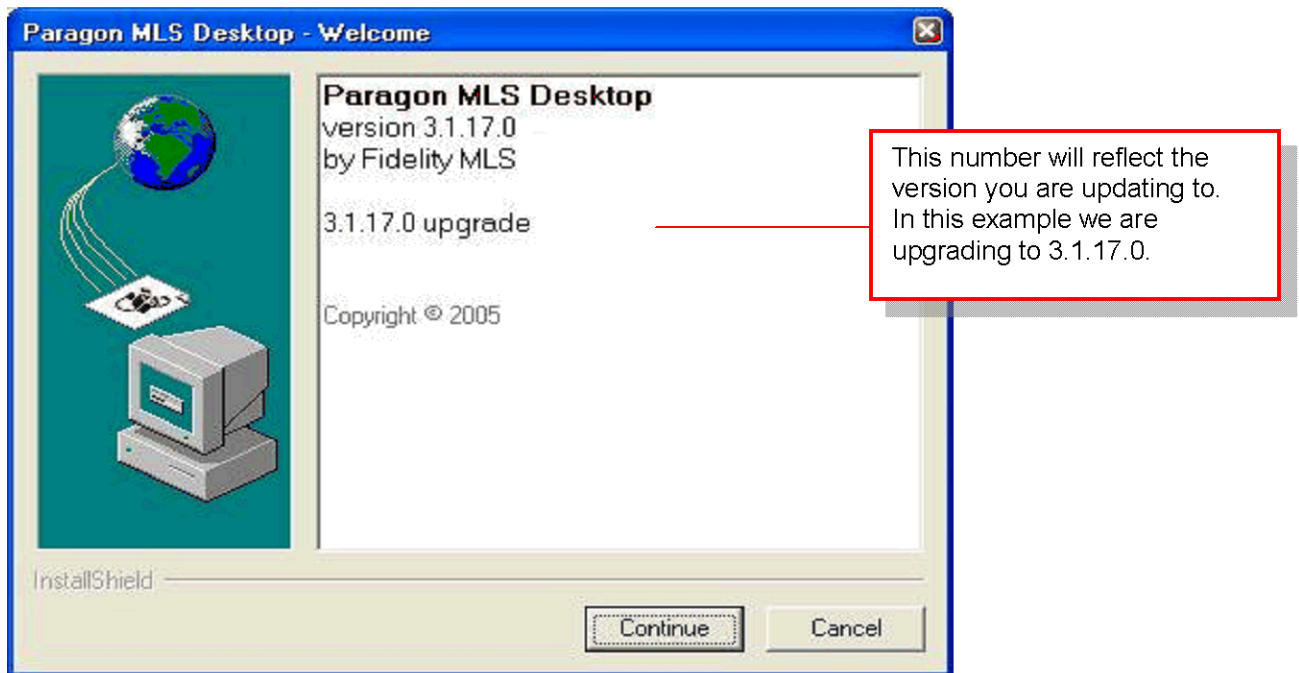 Paragon MLS Desktop - Welcome
Paragon MLS Desktop
version 3.1.17.0
by Fidelity MLS
3.1.17.0 upgrade
Copyright © 2005
This number will reflect the
version you are updating to.
In this example we are
upgrading to 3.1.17.0.
InstallShield
Continue
Cancel